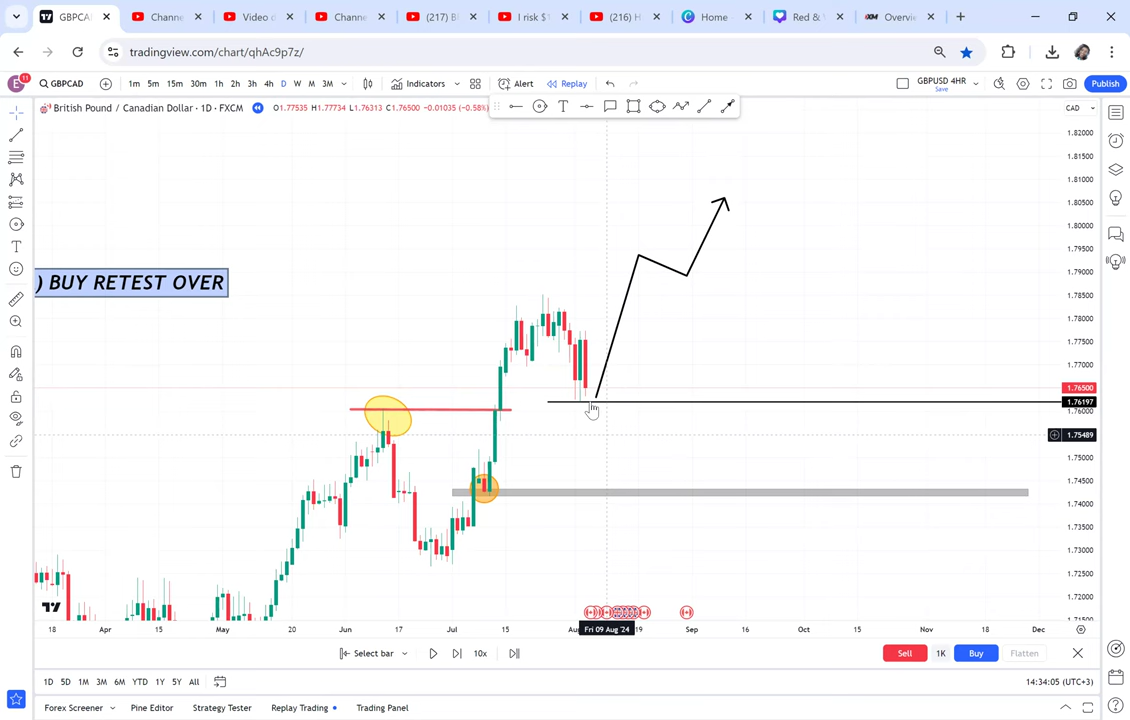 GBPCA
Channe
Video d
Channe
(217) B
I risk $1
(216) H
Home -
Red & V
Overvie
tradingview.com/chart/qhAc9p7z/
E 11 GBPCAD 1m 5m 15m 30m 1h 2h 3h 4h D W M 3M Indicators Alert Replay GBPUSD 4HR Save Publish
British Pound / Canadian Dollar · 1D · FXCM O1.77535 H1.77734 L1.76313 C1.76500 −0.01035 (−0.58%) CAD
1.82000
1.81500
1.81000
1.80500
1.80000
1.79500
1.79000
1.78500
1.78000
1.77500
1.77000
1.76500
1.76197
1.76000
1.75489
1.75000
1.74500
1.74000
1.73500
1.73000
1.72500
1.72000
1.71500
) BUY RETEST OVER
18 Apr 15 May 20 Jun 17 Jul 15 Au Fri 09 Aug '24 19 Sep 16 Oct 15 Nov 18 Dec
Select bar 10x Sell 1K Buy Flatten
1D 5D 1M 3M 6M YTD 1Y 5Y All 14:34:05 (UTC+3)
Forex Screener Pine Editor Strategy Tester Replay Trading Trading Panel